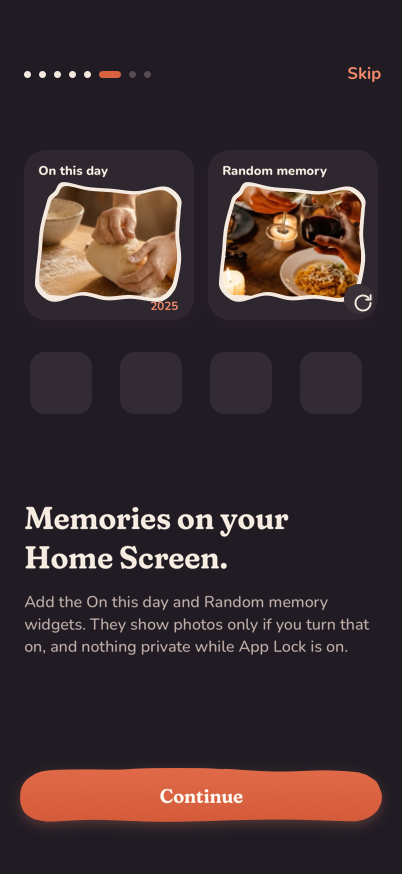 Skip
On this day
Random memory
2025
Memories on your
Home Screen.
Add the On this day and Random memory
widgets. They show photos only if you turn that
on, and nothing private while App Lock is on.
Continue